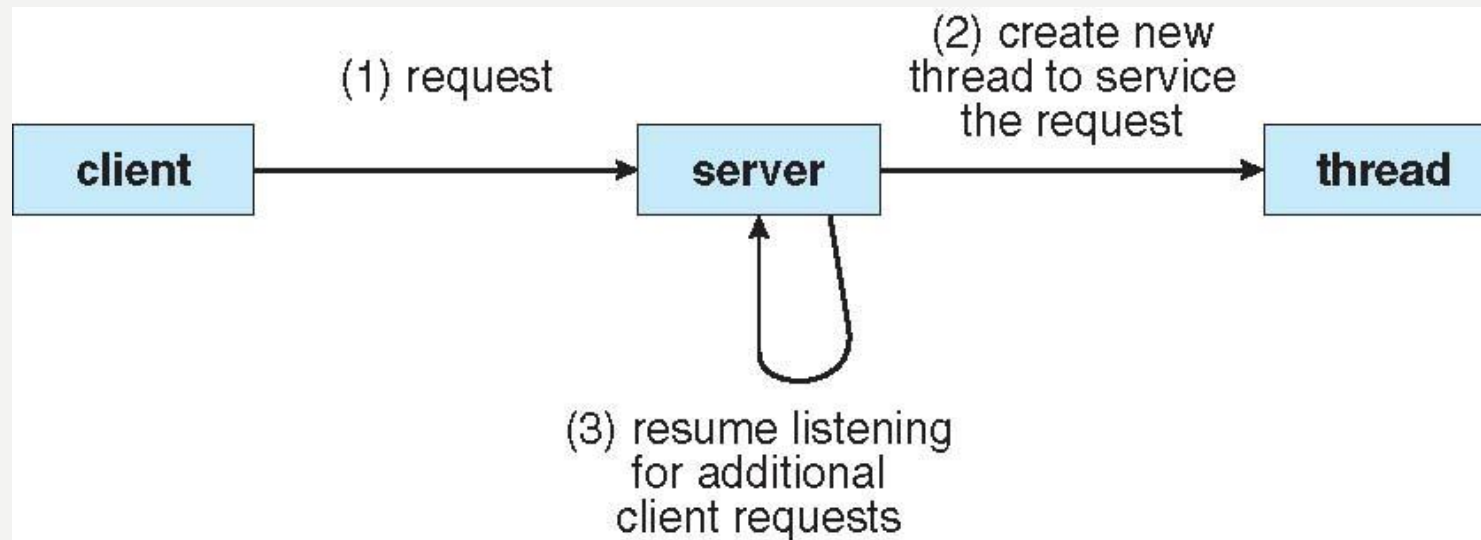 (1) request
(2) create new
thread to service
the request
client
server
thread
(3) resume listening
for additional
client requests